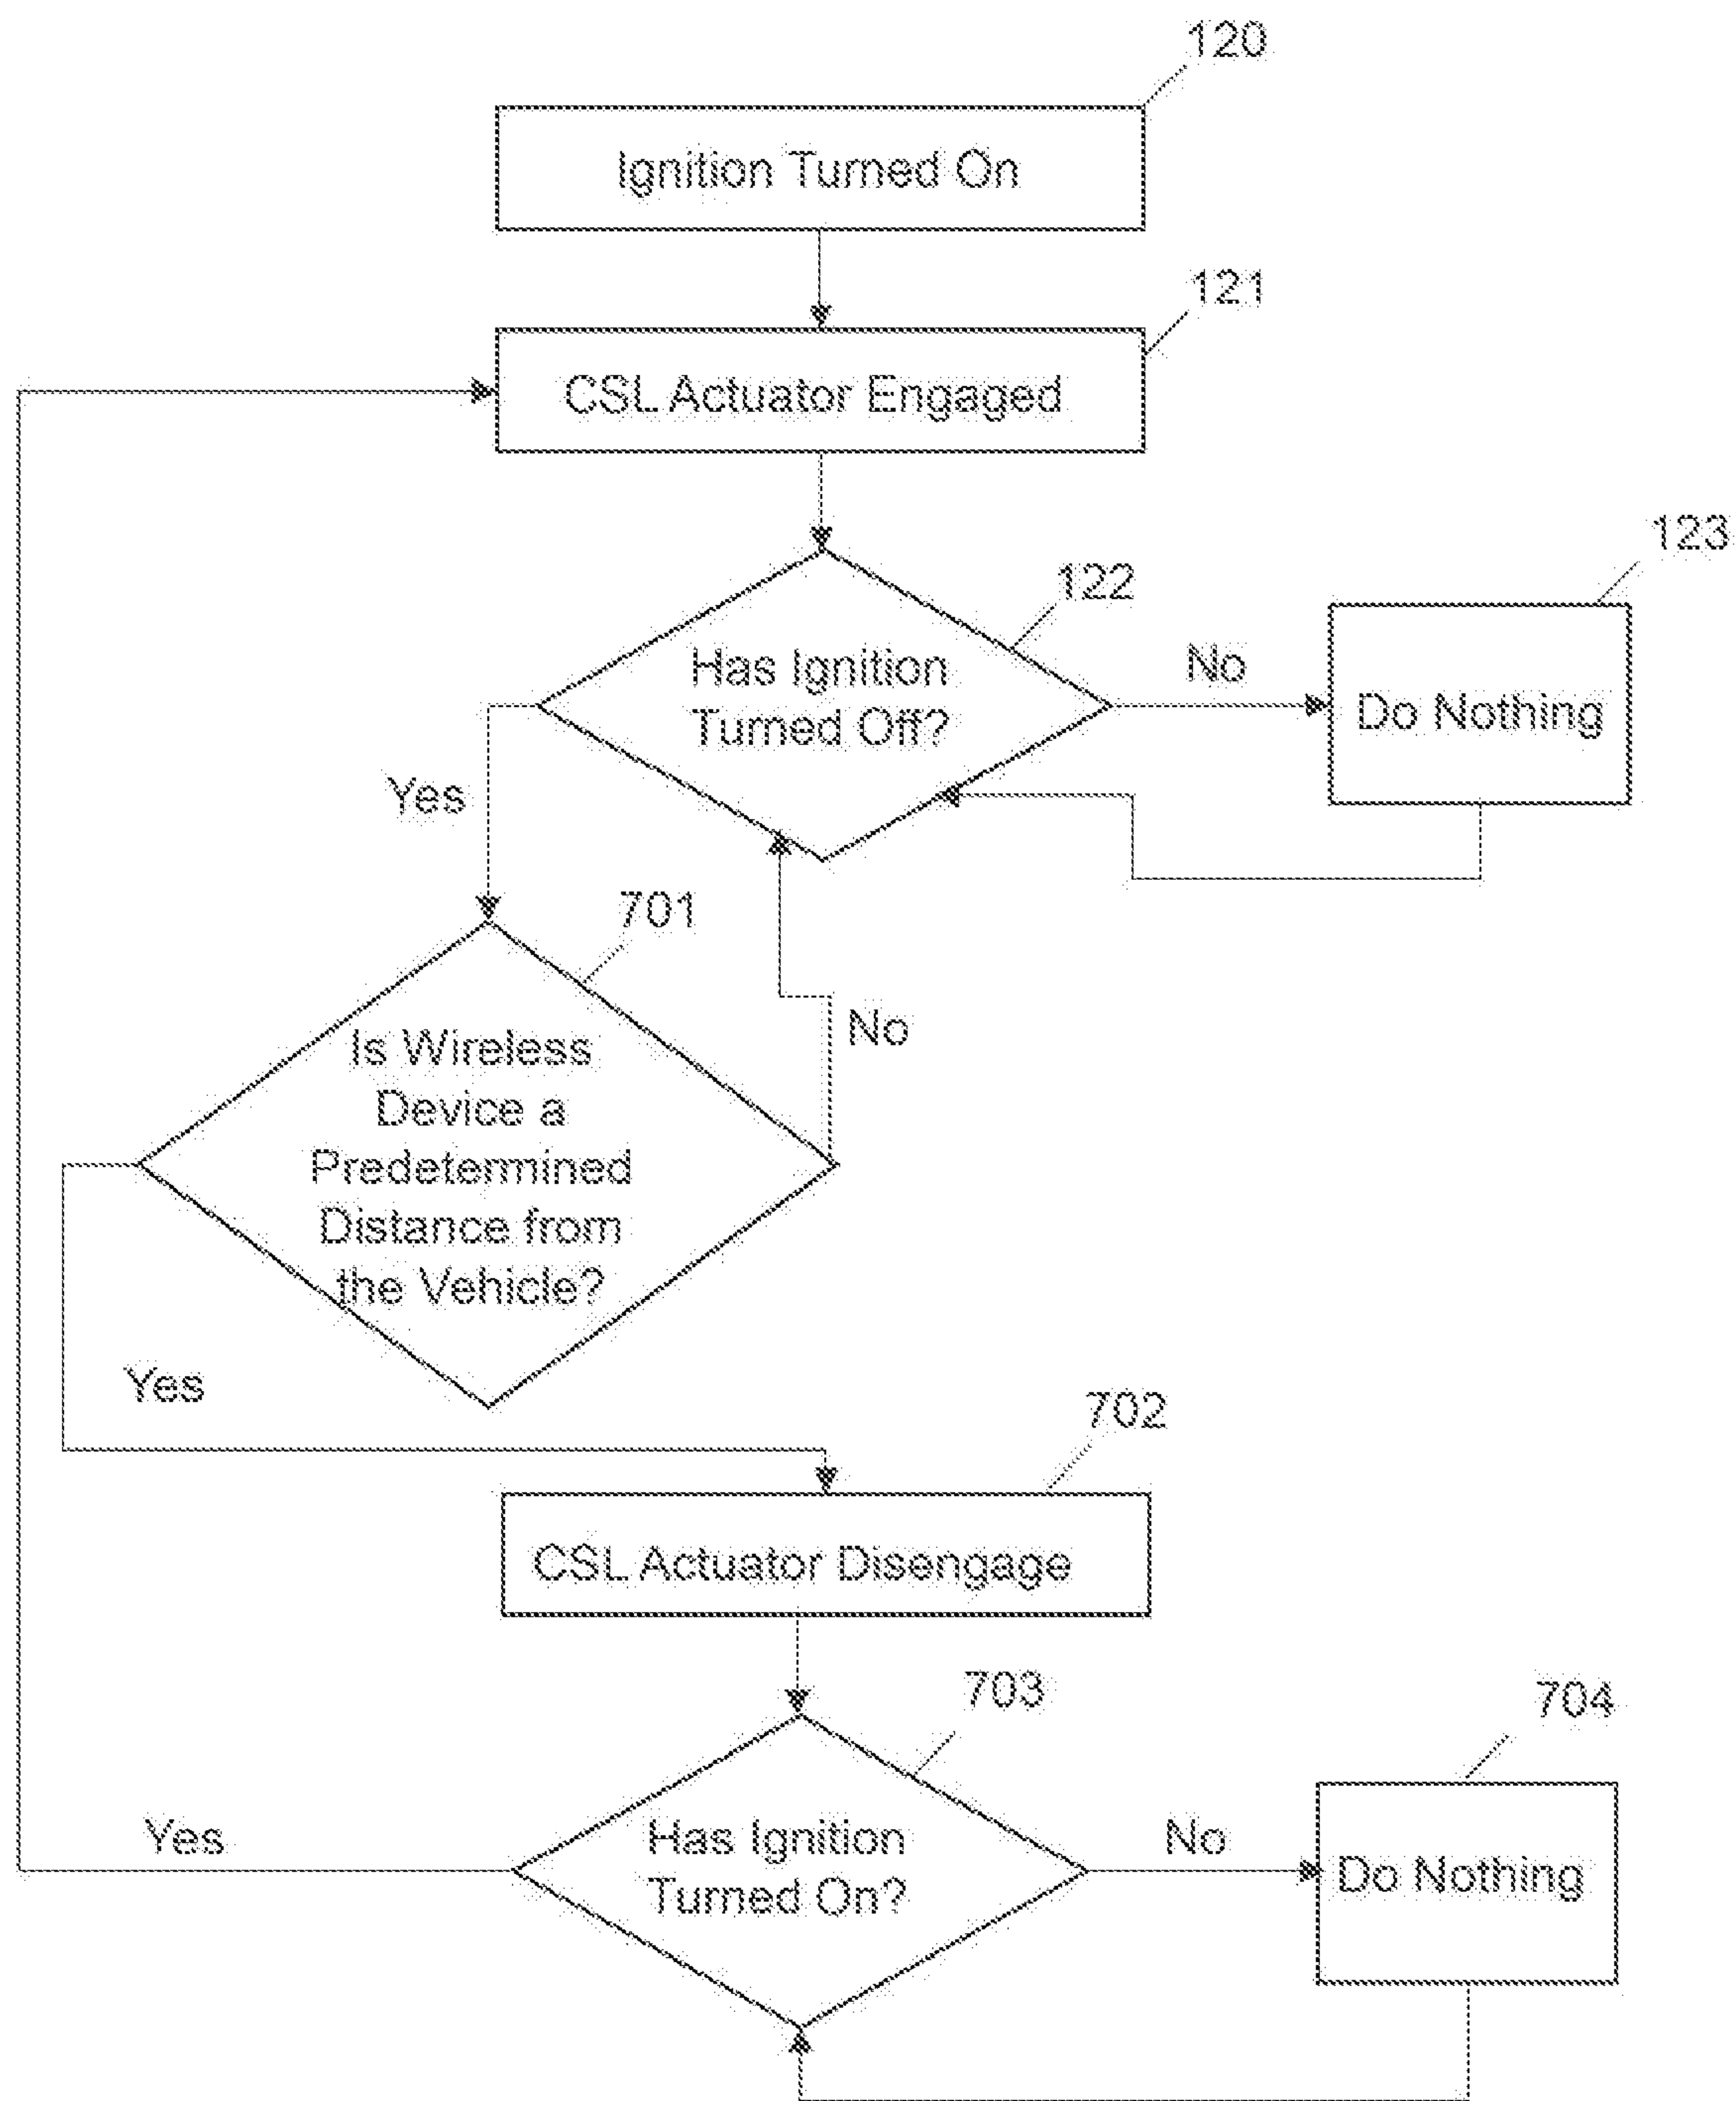 120
Ignition Turned On
121
CSL Actuator Engaged
122
123
Has Ignition
Turned Off?
No
Do Nothing
Yes
701
No
Is Wireless
Device a
Predetermined
Distance from
the Vehicle?
Yes
702
CSL Actuator Disengage
703
704
Has Ignition
Turned On?
Yes
No
Do Nothing